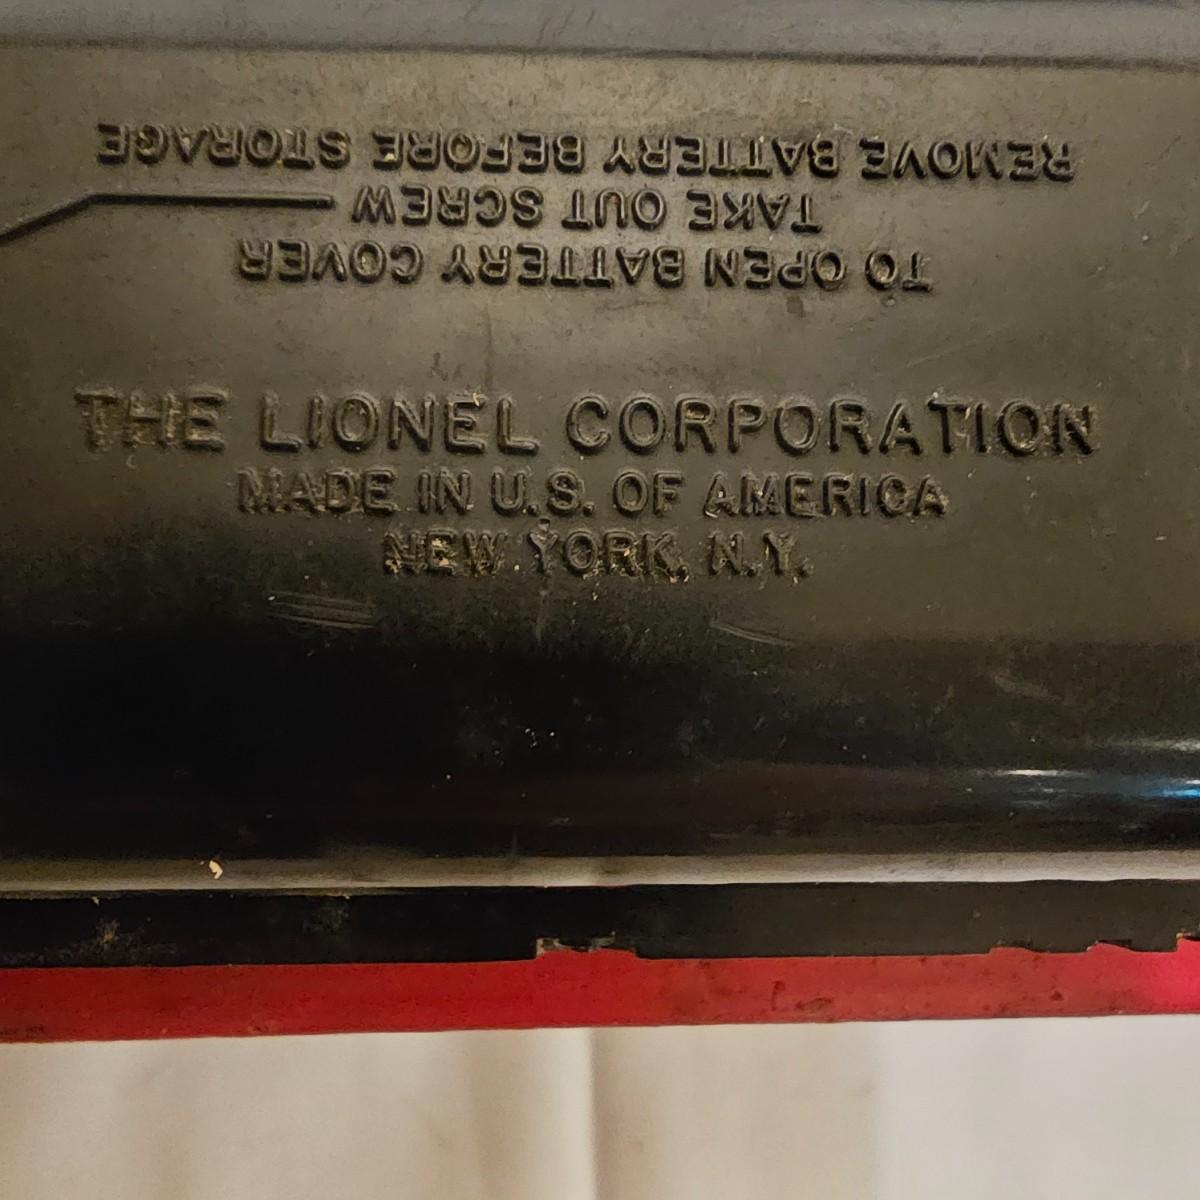 TO OPEN BATTERY COVER
TAKE OUT SCREW
REMOVE BATTERY BEFORE STORAGE
THE LIONEL CORPORATION
MADE IN U.S. OF AMERICA
NEW YORK, N.Y.